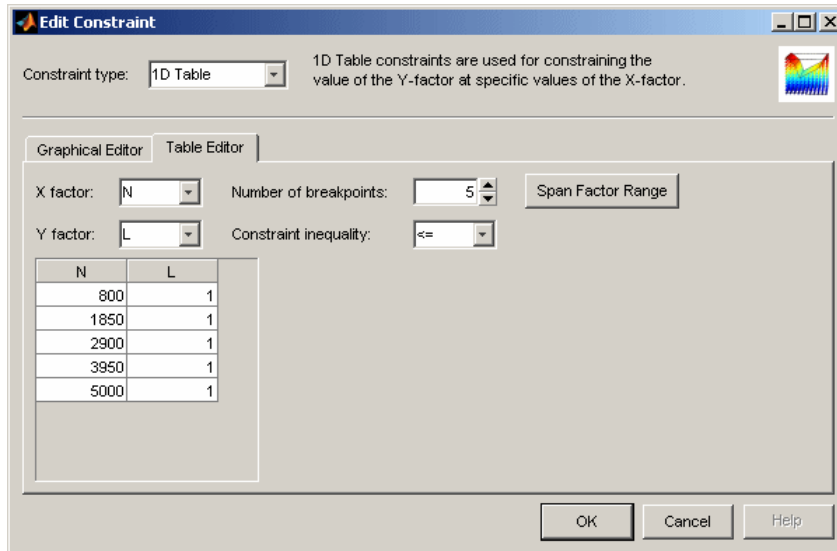 Edit Constraint
Constraint type: 1D Table
1D Table constraints are used for constraining the
value of the Y-factor at specific values of the X-factor.
Graphical Editor Table Editor
X factor: N Number of breakpoints: 5 Span Factor Range
Y factor: L Constraint inequality: <=
N L
800 1
1850 1
2900 1
3950 1
5000 1
OK Cancel Help